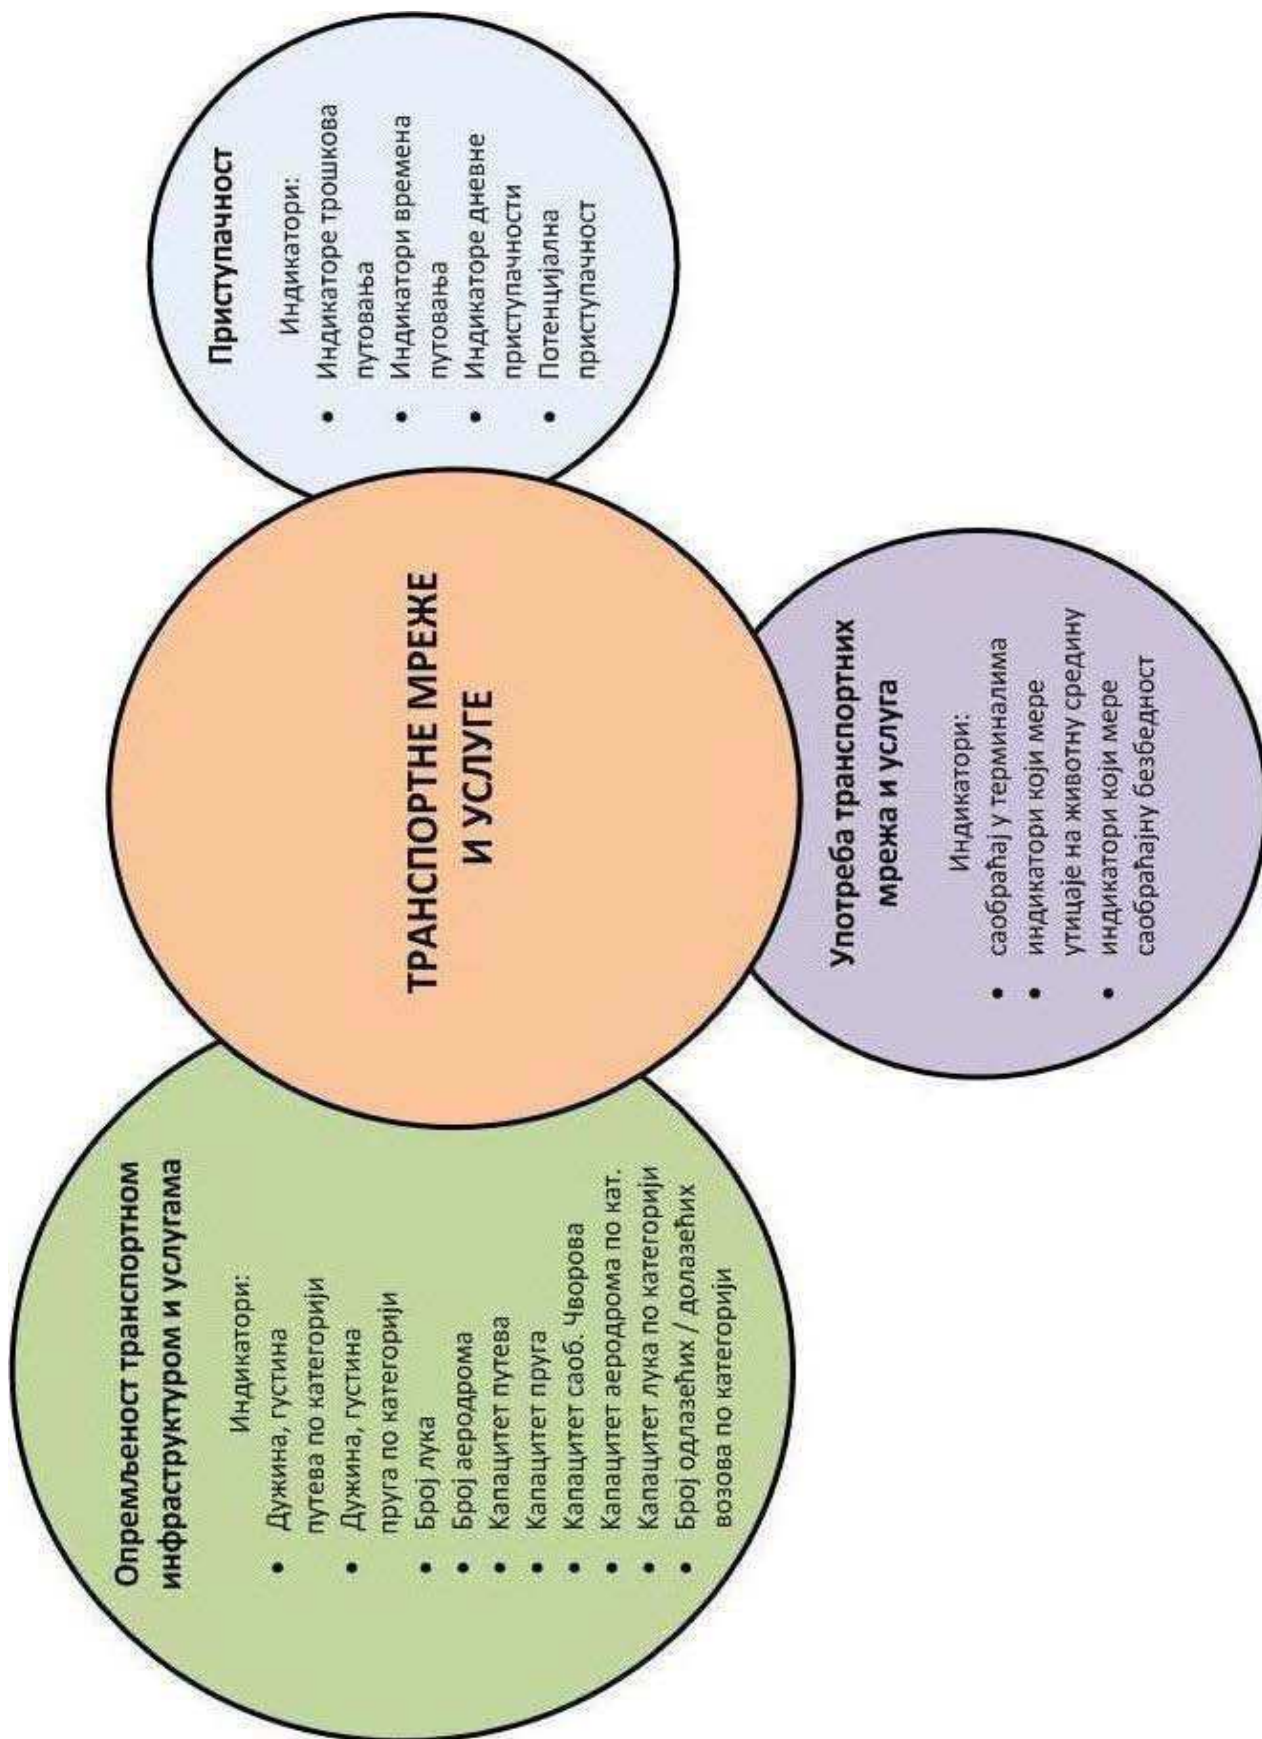 Опремљеност транспортном
инфраструктуром и услугама
Индикатори:
• Дужина, густина
путева по категорији
• Дужина, густина
пруга по категорији
• Број лука
• Број аеродрома
• Капацитет путева
• Капацитет пруга
• Капацитет саоб. Чворова
• Капацитет аеродрома по кат.
• Капацитет лука по категорији
• Број одлазећих / долазећих
возова по категорији
ТРАНСПОРТНЕ МРЕЖЕ
И УСЛУГЕ
Приступачност
Индикатори:
• Индикаторе трошкова
путовања
• Индикатори времена
путовања
• Индикаторе дневне
приступачности
• Потенцијална
приступачност
Употреба транспортних
мрежа и услуга
Индикатори:
• саобраћај у терминалима
• индикатори који мере
утицаје на животну средину
• индикатори који мере
саобраћајну безбедност